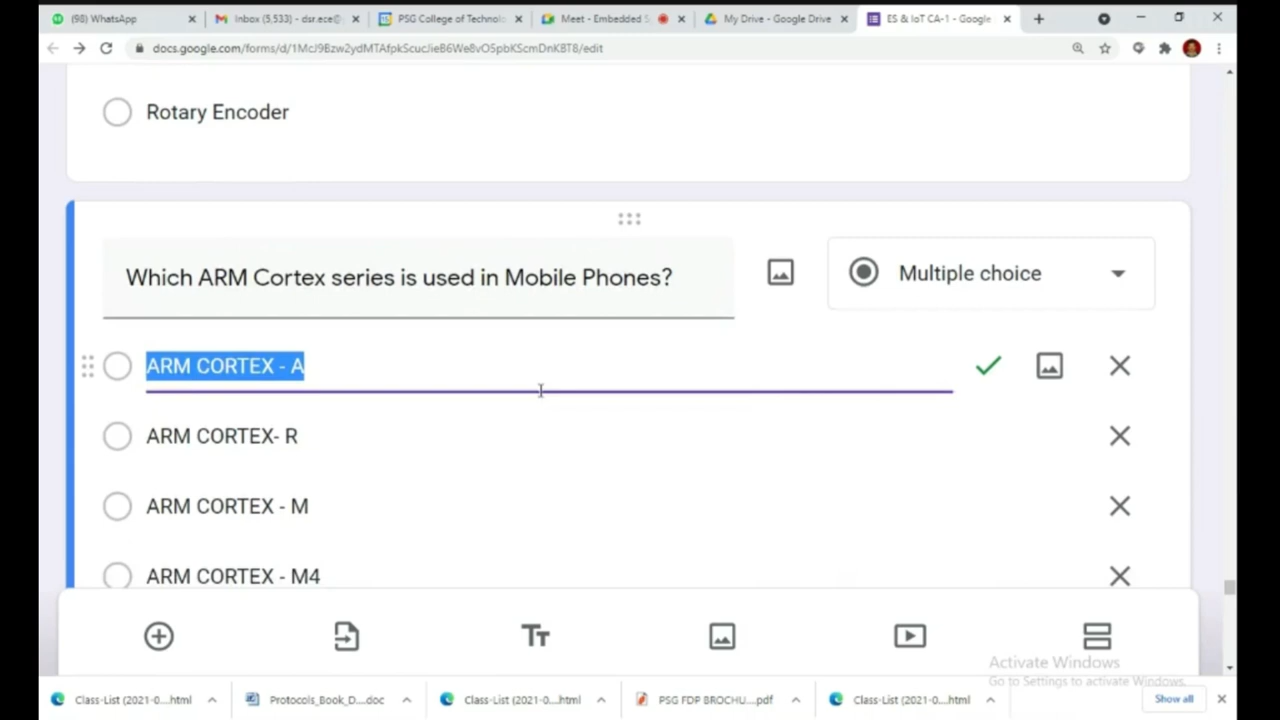 (98) WhatsApp
Inbox (5,533) - dsr.ece@
PSG College of Technolo
Meet - Embedded S
My Drive - Google Drive
ES & IoT CA-1 - Google
docs.google.com/forms/d/1McJ9Bzw2ydMTAfpkScucJieB6We8vO5pbKScmDnKBT8/edit
Rotary Encoder
Which ARM Cortex series is used in Mobile Phones?
Multiple choice
ARM CORTEX - A
ARM CORTEX- R
ARM CORTEX - M
ARM CORTEX - M4
Activate Windows
Go to Settings to activate Windows.
Class-List (2021-0....html
Protocols_Book_D....doc
Class-List (2021-0....html
PSG FDP BROCHU....pdf
Class-List (2021-0....html
Show all